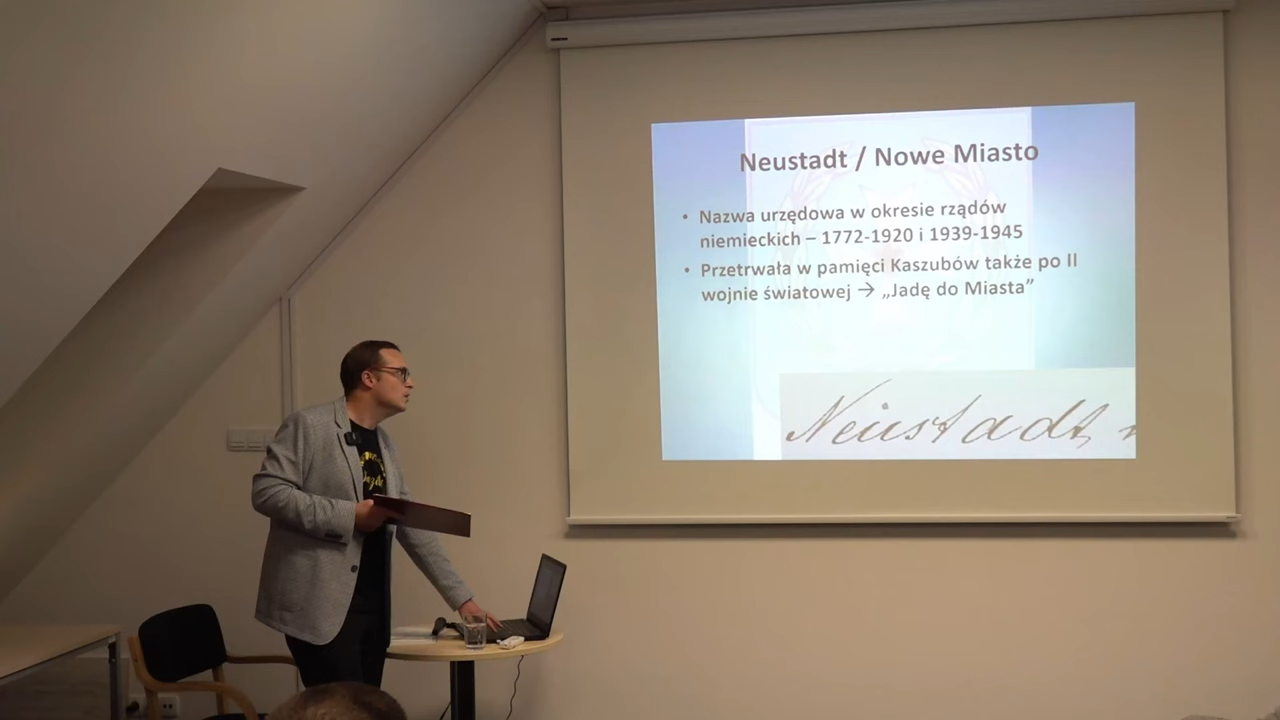 Neustadt / Nowe Miasto
• Nazwa urzędowa w okresie rządów
niemieckich – 1772-1920 i 1939-1945
• Przetrwała w pamięci Kaszubów także po II
wojnie światowej → „Jadę do Miasta”
Neustadt,